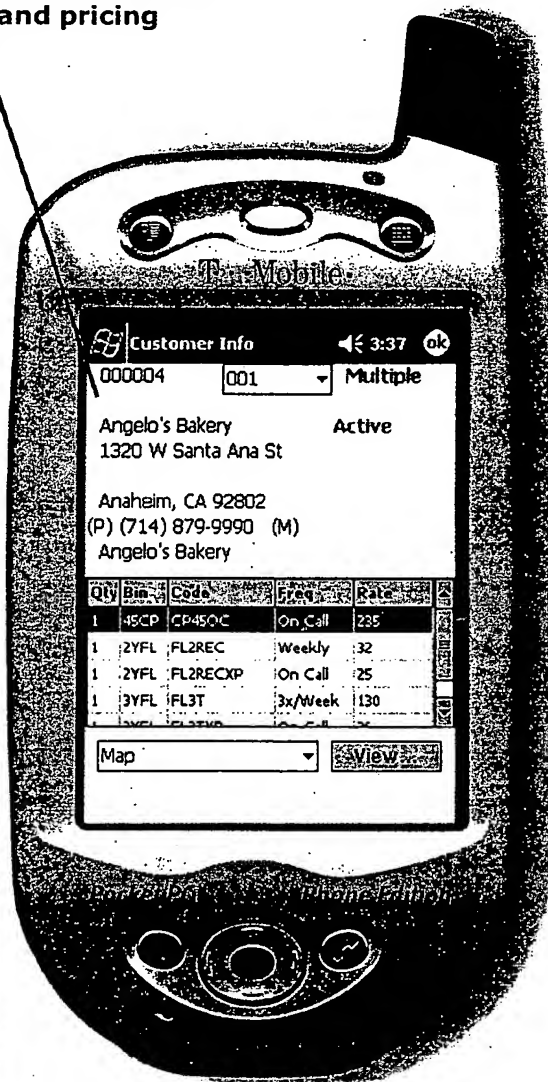 and pricing
T Mobile
Customer Info 3:37 ok
000004 001 Multiple
Angelo's Bakery Active
1320 W Santa Ana St
Anaheim, CA 92802
(P) (714) 879-9990 (M)
Angelo's Bakery
Qty Bin Code Freq Rate
1 45CP CP45OC On Call 235
1 2YFL FL2REC Weekly 32
1 2YFL FL2RECXP On Call 25
1 3YFL FL3T 3x/Week 130
Map View
Phone Edition